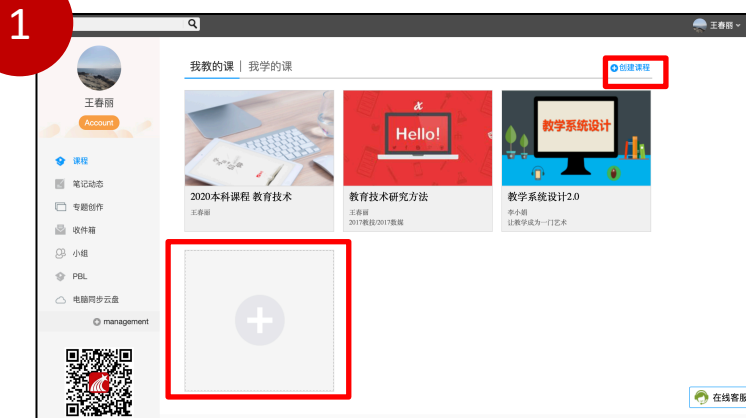 1
王春丽
我教的课 | 我学的课
创建课程
王春丽
Account
课程
笔记动态
专题创作
收件箱
小组
PBL
电脑同步云盘
management
Hello!
教学系统设计
2020本科课程 教育技术
王春丽
教育技术研究方法
王春丽
2017教技/2017数媒
教学系统设计2.0
李小娟
让教学成为一门艺术
在线客服